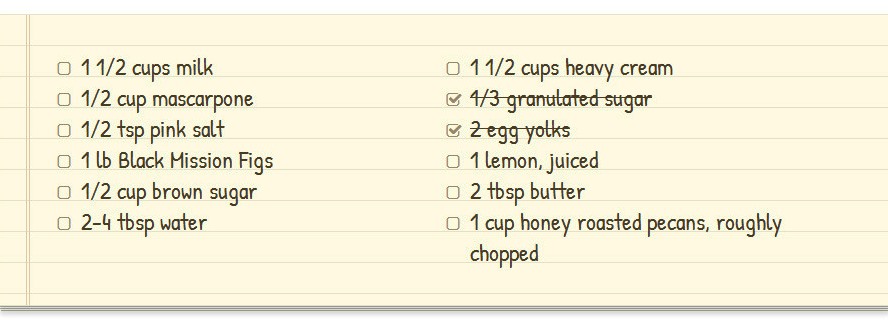 1 1/2 cups milk
1/2 cup mascarpone
1/2 tsp pink salt
1 lb Black Mission Figs
1/2 cup brown sugar
2-4 tbsp water
1 1/2 cups heavy cream
1/3 granulated sugar
2 egg yolks
1 lemon, juiced
2 tbsp butter
1 cup honey roasted pecans, roughly
chopped